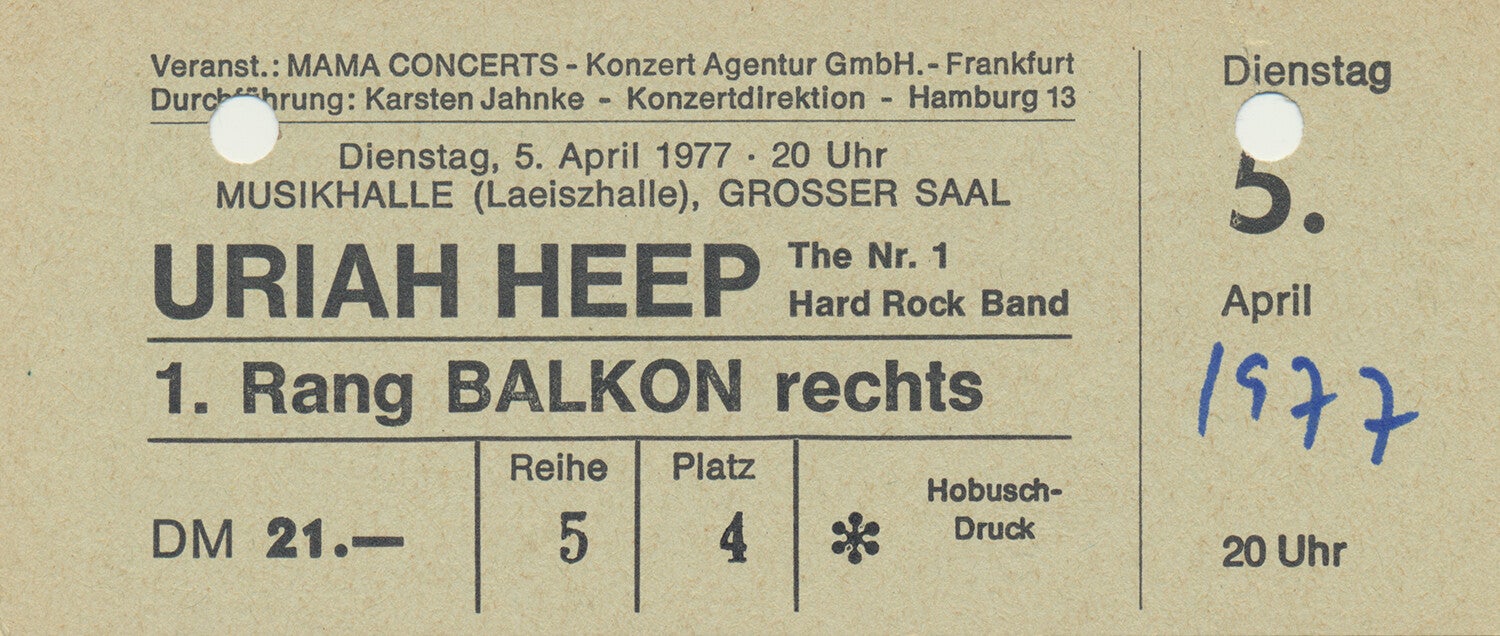 Veranst.: MAMA CONCERTS - Konzert Agentur GmbH. - Frankfurt
Durchführung: Karsten Jahnke - Konzertdirektion - Hamburg 13
Dienstag, 5. April 1977 · 20 Uhr
MUSIKHALLE (Laeiszhalle), GROSSER SAAL
URIAH HEEP
The Nr. 1
Hard Rock Band
1. Rang BALKON rechts
DM 21.—
Reihe
5
Platz
4
*
Hobusch-
Druck
Dienstag
5.
April
1977
20 Uhr